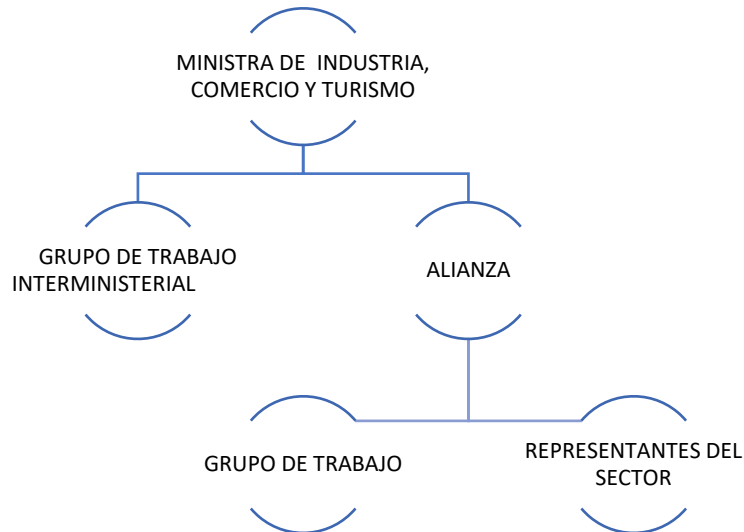 MINISTRA DE INDUSTRIA,
COMERCIO Y TURISMO
GRUPO DE TRABAJO
INTERMINISTERIAL
ALIANZA
GRUPO DE TRABAJO
REPRESENTANTES DEL
SECTOR